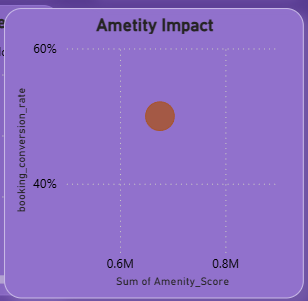 Ametity Impact
60%
40%
booking_conversion_rate
0.6M 0.8M
Sum of Amenity_Score